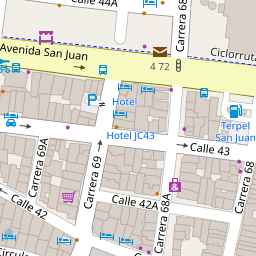 Calle 44A
Carrera 68
Ciclorruta
Avenida San Juan
4 72
Hotel
Terpel
San Juan
Hotel JC43
Calle 43
Carrera 69A
Carrera 69
Carrera 68A
Carrera 68
Calle 42A
Calle 42
Circular